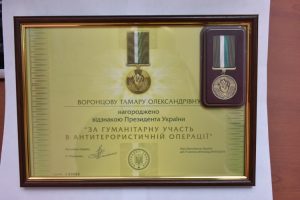 ВОРОНЦОВУ ТАМАРУ ОЛЕКСАНДРІВНУ
нагороджено
відзнакою Президента України
"ЗА ГУМАНІТАРНУ УЧАСТЬ
В АНТИТЕРОРИСТИЧНІЙ ОПЕРАЦІЇ"